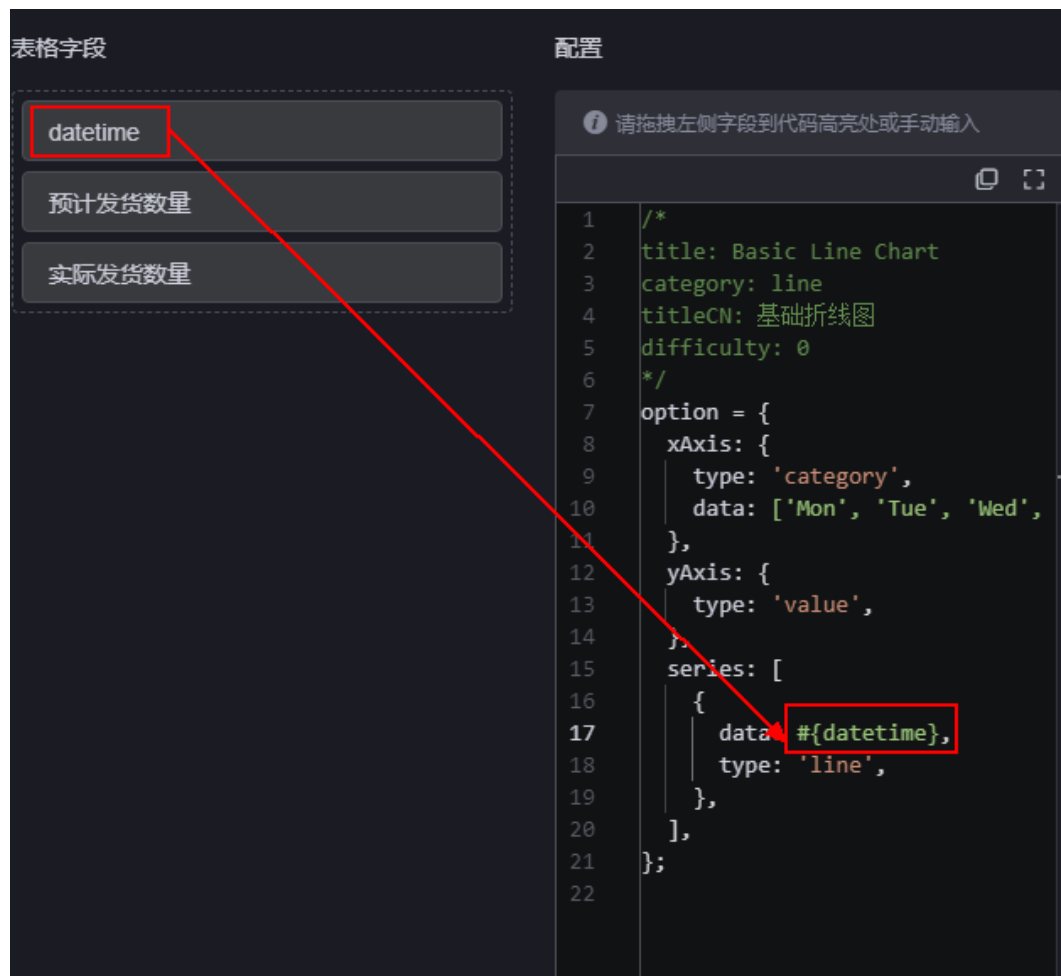 表格字段
datetime
预计发货数量
实际发货数量
配置
请拖拽左侧字段到代码高亮处或手动输入
1 /*
2 title: Basic Line Chart
3 category: line
4 titleCN: 基础折线图
5 difficulty: 0
6 */
7 option = {
8 xAxis: {
9 type: 'category',
10 data: ['Mon', 'Tue', 'Wed',
11 },
12 yAxis: {
13 type: 'value',
14 },
15 series: [
16 {
17 data: #{datetime},
18 type: 'line',
19 },
20 ],
21 };
22